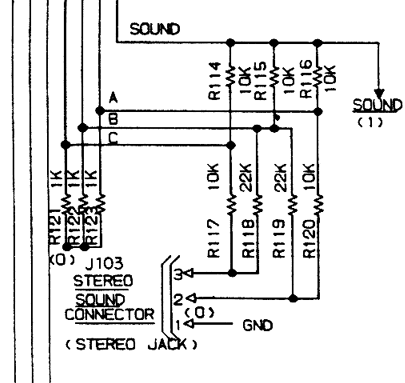 SOUND
R114
10K
R115
10K
R116
10K
SOUND
(1)
A
B
C
1K
1K
1K
R121
R122
R123
(0)
10K
22K
22K
10K
R117
R118
R119
R120
J103
STEREO
SOUND
CONNECTOR
(STEREO JACK)
3
2
(0)
1
GND